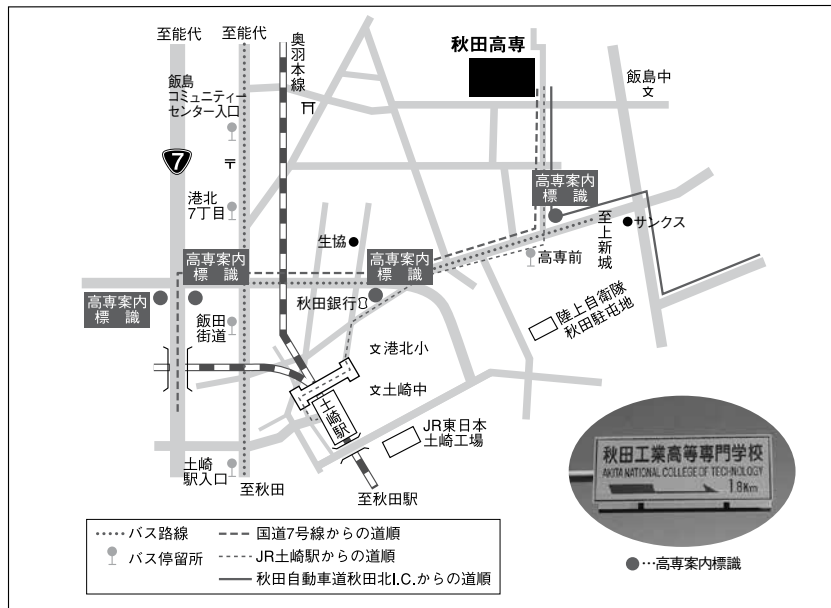 至能代
至能代
奥羽本線
秋田高専
飯島
コミュニティー
センター入口
飯島中
文
〒
7
港北
7丁目
高専案内
標識
至上新城
サンクス
生協
高専案内
標識
高専案内
標識
高専前
高専案内
標識
秋田銀行
陸上自衛隊
秋田駐屯地
飯田
街道
文港北小
文土崎中
土崎駅
JR東日本
土崎工場
土崎
駅入口
至秋田
至秋田駅
秋田工業高等専門学校
AKITA NATIONAL COLLEGE OF TECHNOLOGY
1.8Km
バス路線
国道7号線からの道順
バス停留所
JR土崎駅からの道順
秋田自動車道秋田北I.C.からの道順
…高専案内標識